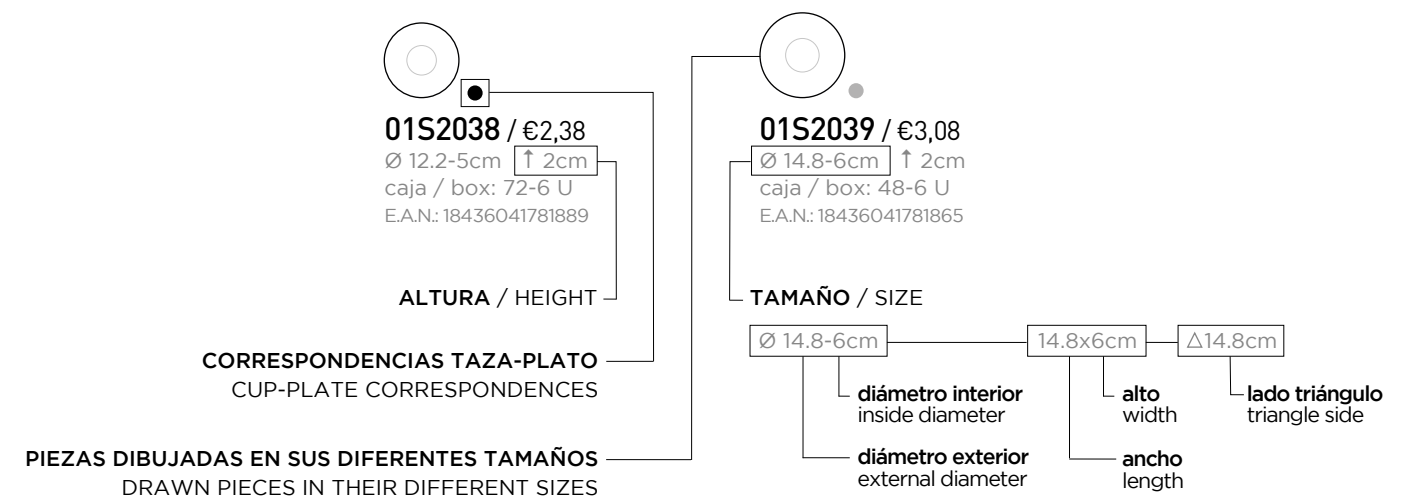 01S2038 / €2,38
Ø 12.2-5cm ↑ 2cm
caja / box: 72-6 U
E.A.N.: 18436041781889
01S2039 / €3,08
Ø 14.8-6cm ↑ 2cm
caja / box: 48-6 U
E.A.N.: 18436041781865
ALTURA / HEIGHT
TAMAÑO / SIZE
CORRESPONDENCIAS TAZA-PLATO
CUP-PLATE CORRESPONDENCES
PIEZAS DIBUJADAS EN SUS DIFERENTES TAMAÑOS
DRAWN PIECES IN THEIR DIFFERENT SIZES
Ø 14.8-6cm
14.8x6cm
△14.8cm
diámetro interior
inside diameter
alto
width
lado triángulo
triangle side
diámetro exterior
external diameter
ancho
length